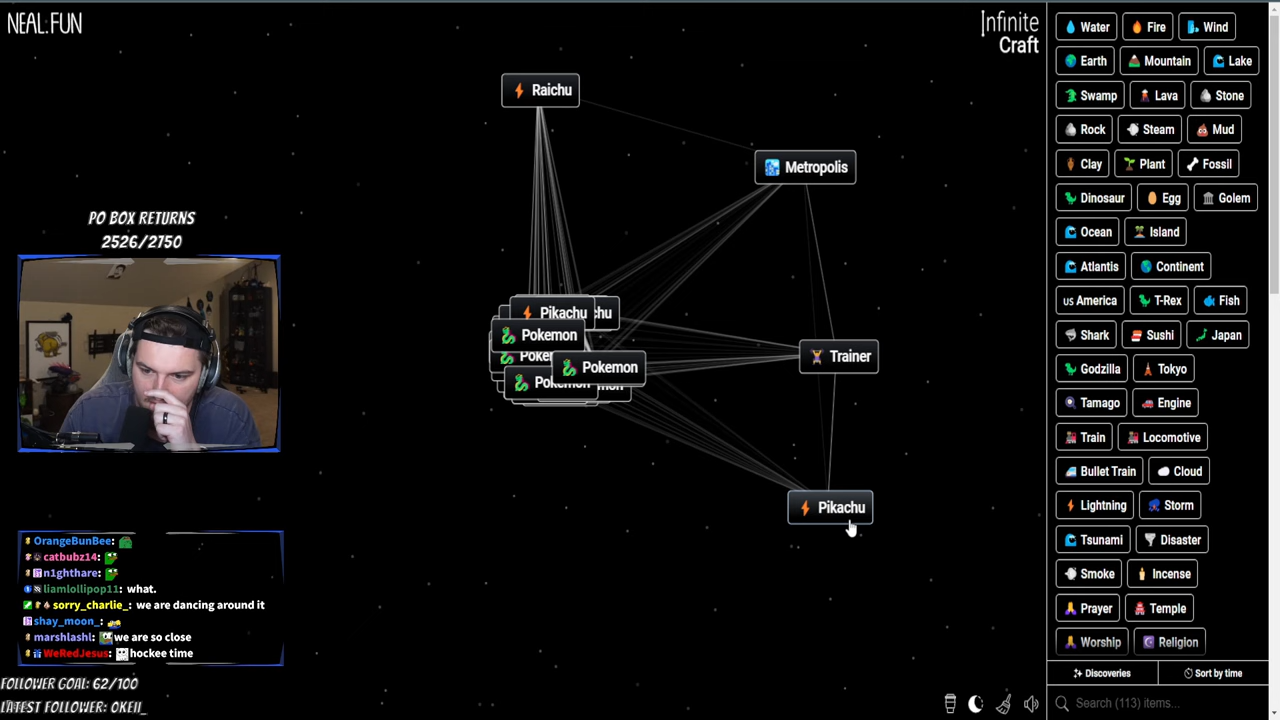 NEAL.FUN
Infinite
Craft
PO BOX RETURNS
2526/2750
OrangeBunBee:
catbubz14:
n1ghthare:
liamlollipop11: what.
sorry_charlie_: we are dancing around it
shay_moon_:
marshlashl: we are so close
WeRedJesus: hockee time
FOLLOWER GOAL: 62/100
LATEST FOLLOWER: OKEII_
Raichu
Metropolis
Pikachu
Pokemon
Pokemon
Trainer
Pikachu
Water Fire Wind
Earth Mountain Lake
Swamp Lava Stone
Rock Steam Mud
Clay Plant Fossil
Dinosaur Egg Golem
Ocean Island
Atlantis Continent
US America T-Rex Fish
Shark Sushi Japan
Godzilla Tokyo
Tamago Engine
Train Locomotive
Bullet Train Cloud
Lightning Storm
Tsunami Disaster
Smoke Incense
Prayer Temple
Worship Religion
Discoveries Sort by time
Search (113) items...